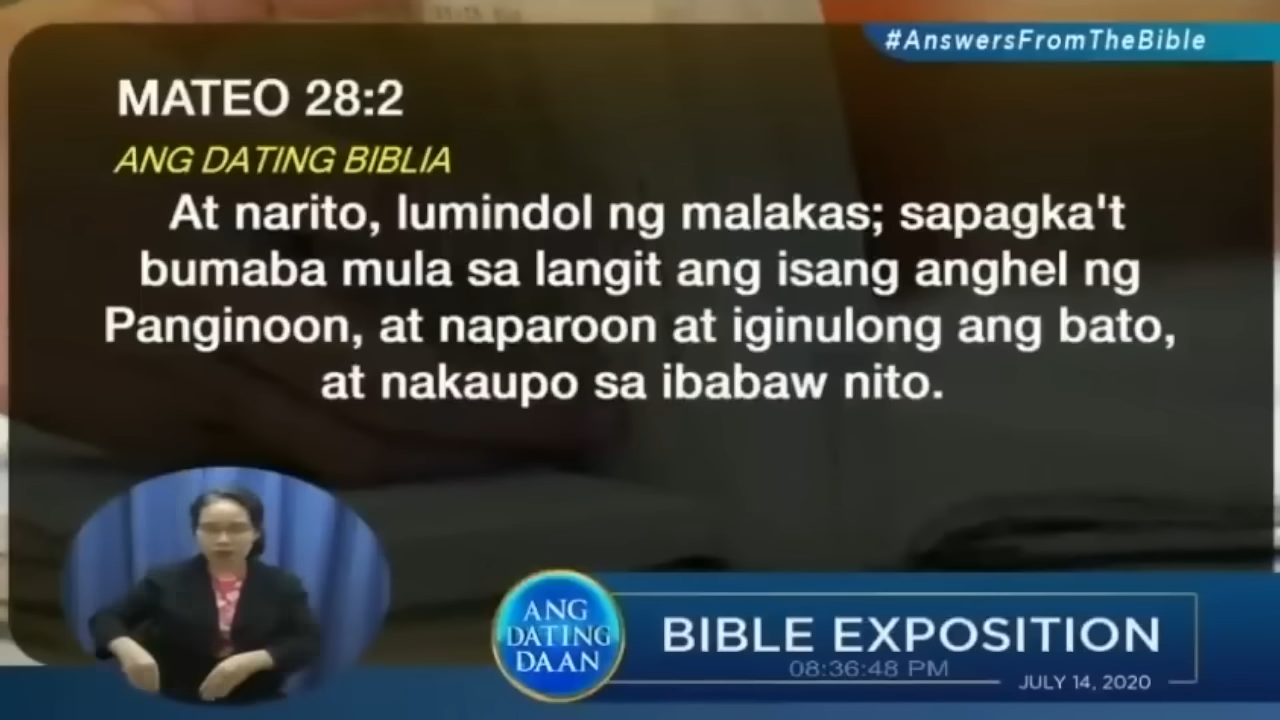 #AnswersFromTheBible
MATEO 28:2
ANG DATING BIBLIA
At narito, lumindol ng malakas; sapagka't
bumaba mula sa langit ang isang anghel ng
Panginoon, at naparoon at iginulong ang bato,
at nakaupo sa ibabaw nito.
ANG
DATING
DAAN
BIBLE EXPOSITION
08:36:48 PM
JULY 14, 2020